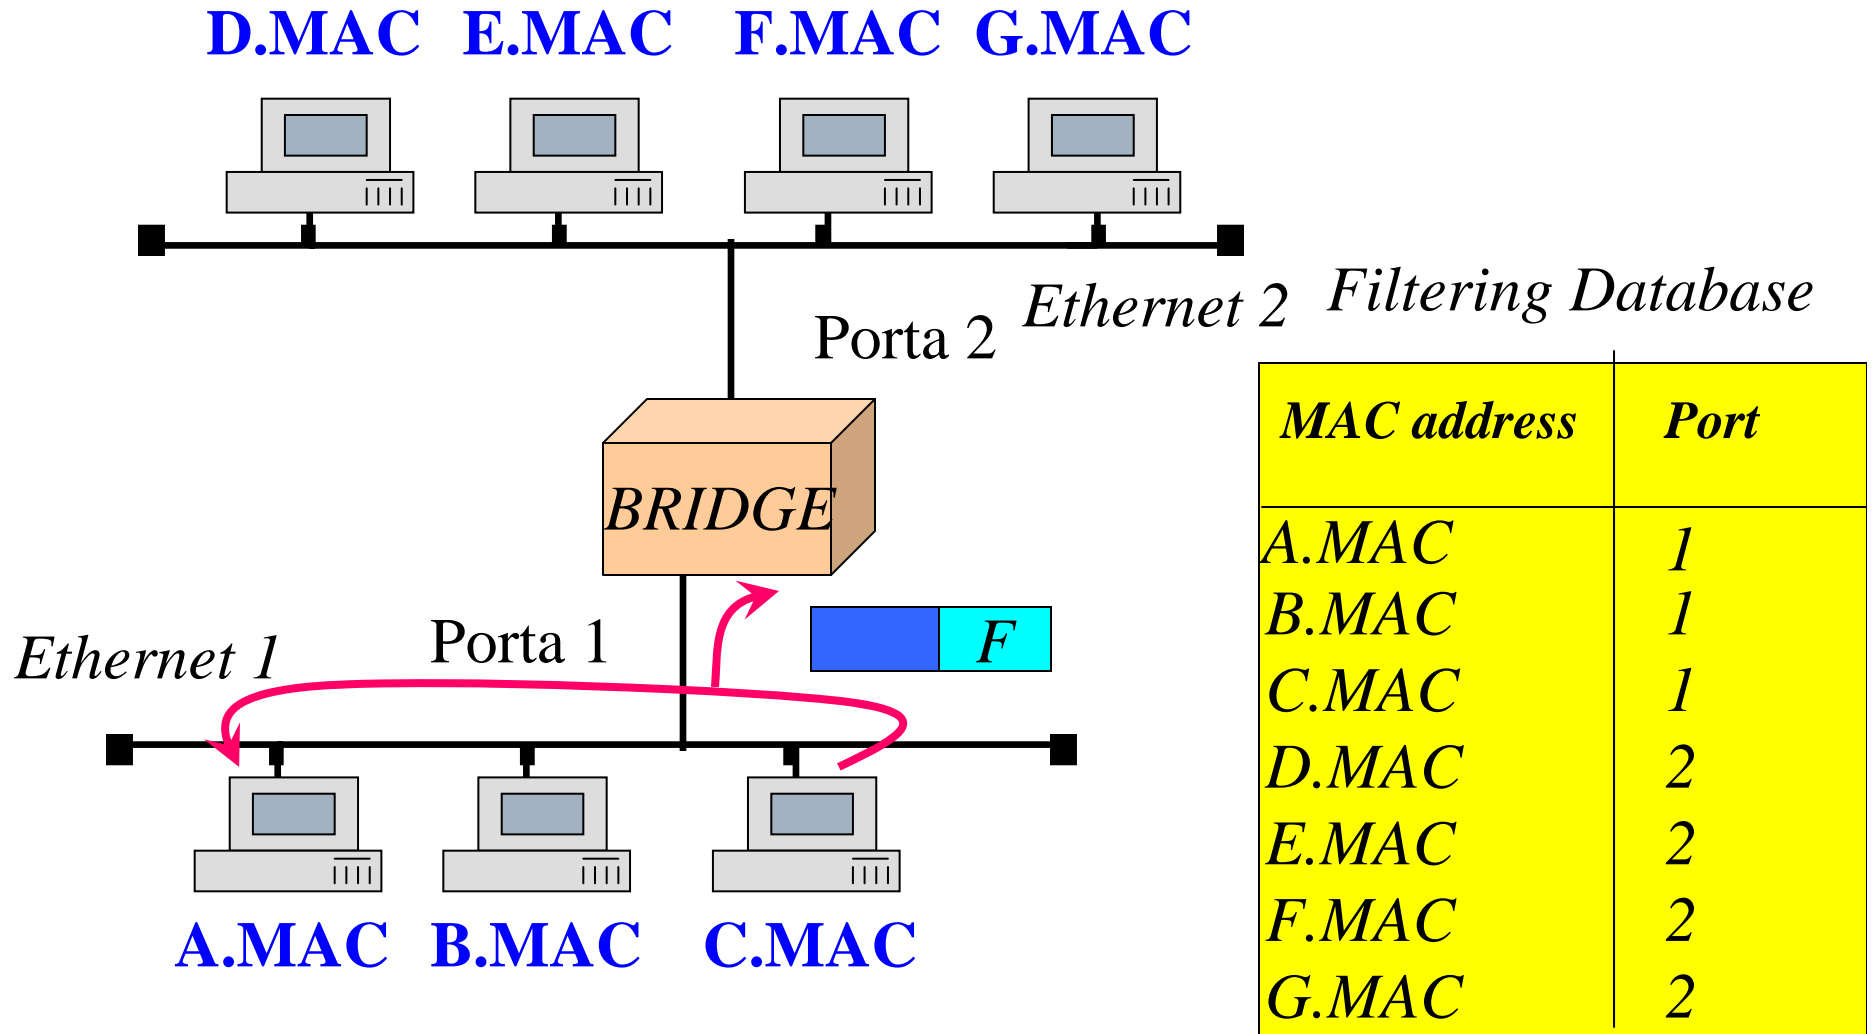 D.MAC E.MAC F.MAC G.MAC
Ethernet 2
Porta 2
BRIDGE
Porta 1
Ethernet 1
F
A.MAC B.MAC C.MAC
Filtering Database
MAC address Port
A.MAC 1
B.MAC 1
C.MAC 1
D.MAC 2
E.MAC 2
F.MAC 2
G.MAC 2